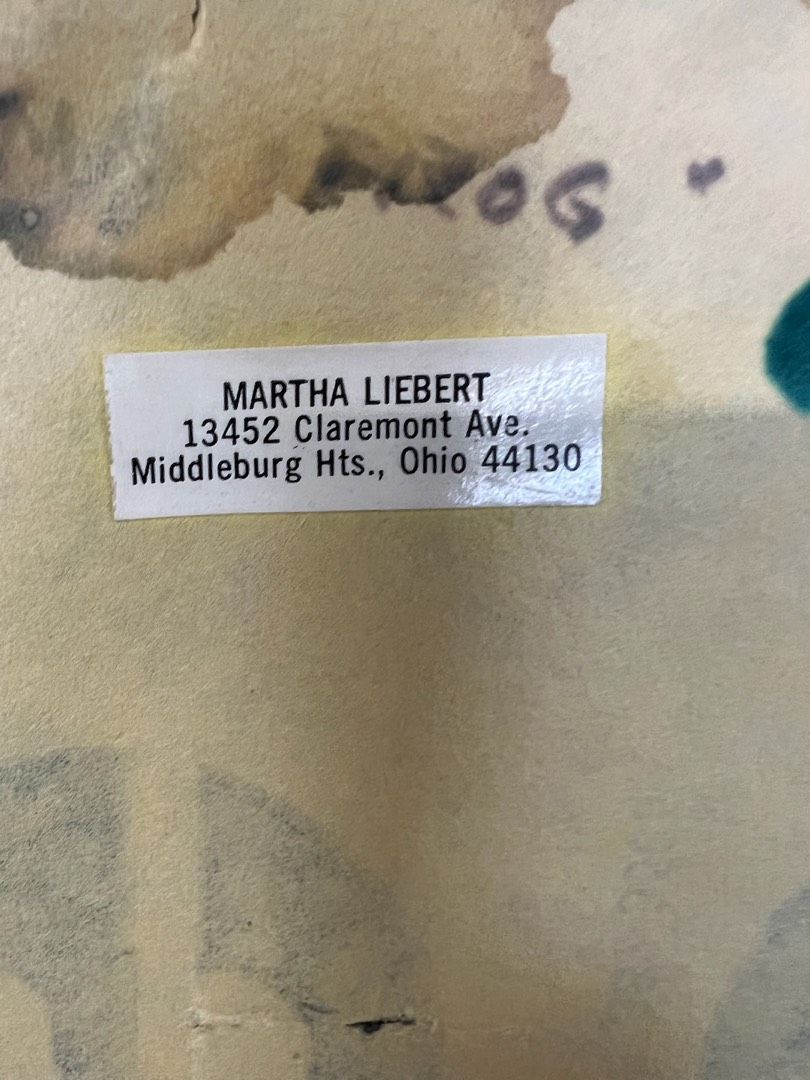 MARTHA LIEBERT
13452 Claremont Ave.
Middleburg Hts., Ohio 44130